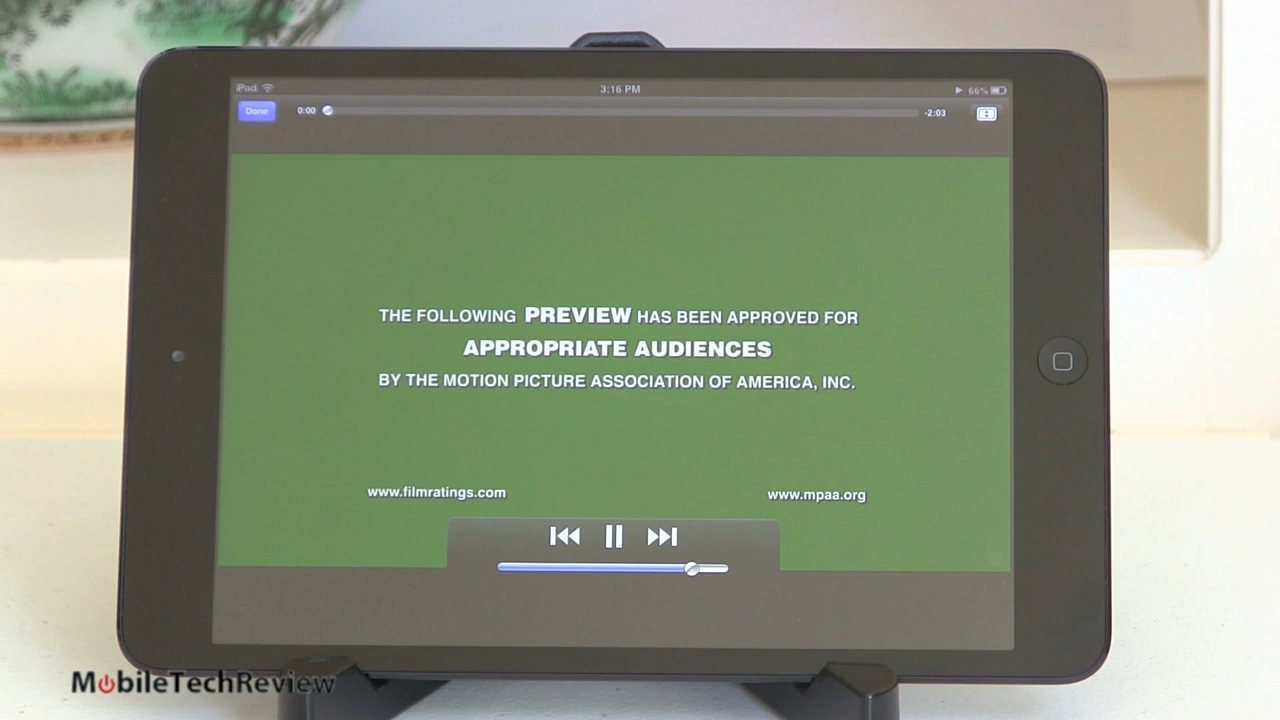 iPad
3:16 PM
66%
Done
0:00
-2:03
THE FOLLOWING PREVIEW HAS BEEN APPROVED FOR
APPROPRIATE AUDIENCES
BY THE MOTION PICTURE ASSOCIATION OF AMERICA, INC.
www.filmratings.com
www.mpaa.org
MobileTechReview